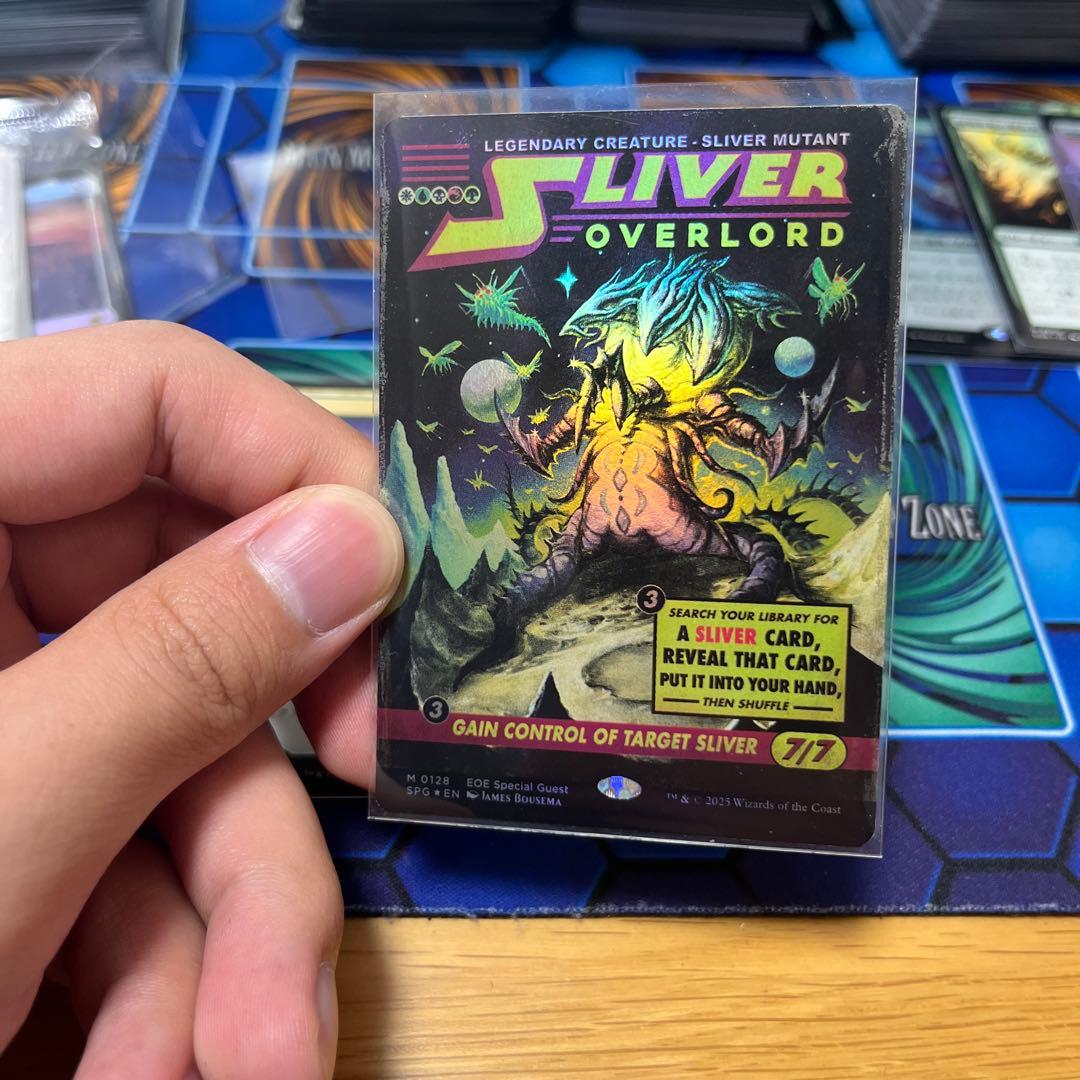 LEGENDARY CREATURE - SLIVER MUTANT
SLIVER
OVERLORD
3
SEARCH YOUR LIBRARY FOR
A SLIVER CARD,
REVEAL THAT CARD,
PUT IT INTO YOUR HAND,
THEN SHUFFLE
3
GAIN CONTROL OF TARGET SLIVER
7/7
M 0128 EOE Special Guest
SPG★EN JAMES BOUSEMA
™ & © 2025 Wizards of the Coast
ZONE